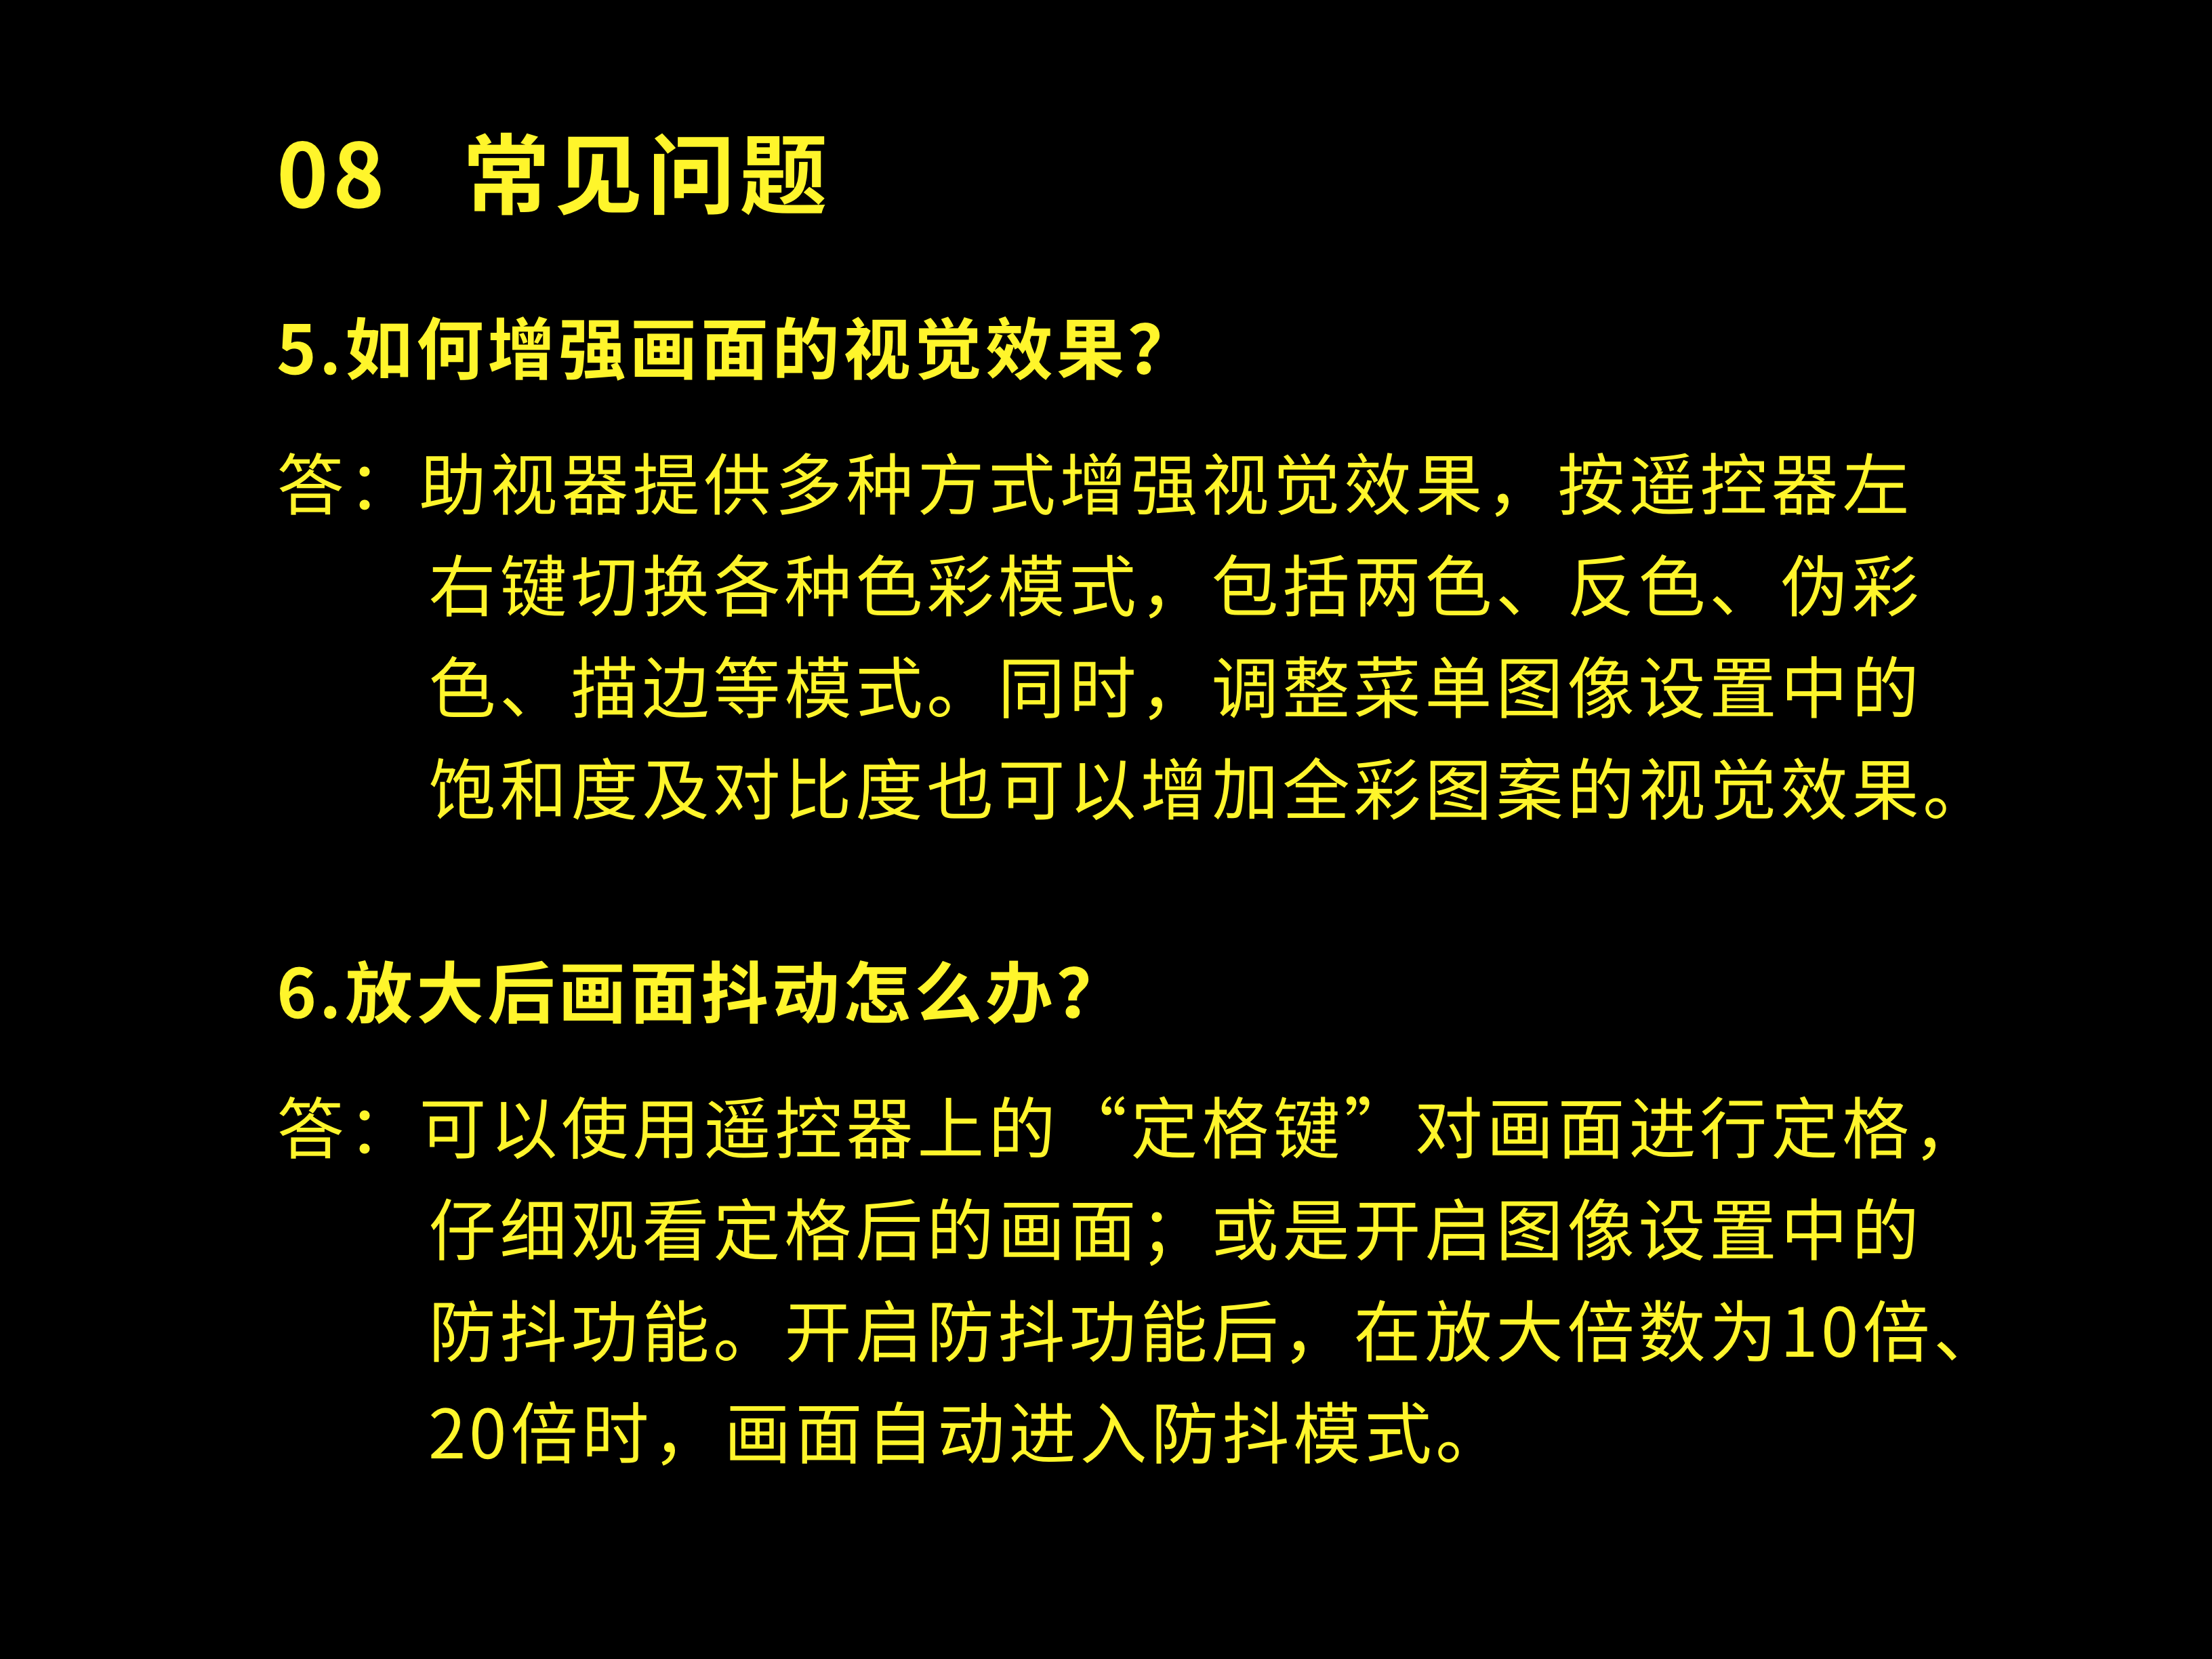 08 常见问题
5.如何增强画面的视觉效果？
答：助视器提供多种方式增强视觉效果，按遥控器左
右键切换各种色彩模式，包括两色、反色、伪彩
色、描边等模式。同时，调整菜单图像设置中的
饱和度及对比度也可以增加全彩图案的视觉效果。
6.放大后画面抖动怎么办？
答：可以使用遥控器上的“定格键”对画面进行定格，
仔细观看定格后的画面；或是开启图像设置中的
防抖功能。开启防抖功能后，在放大倍数为10倍、
20倍时，画面自动进入防抖模式。